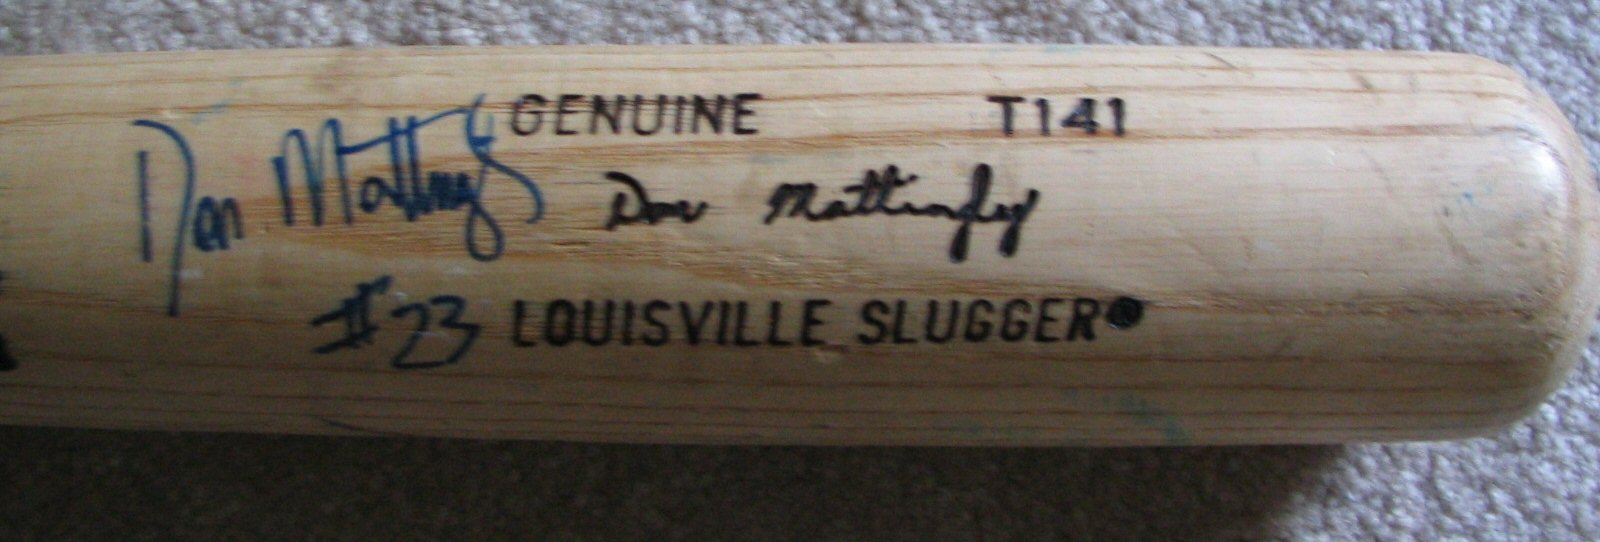 GENUINE T141
Don Mattingly
Don Mattingly
#23
LOUISVILLE SLUGGER®